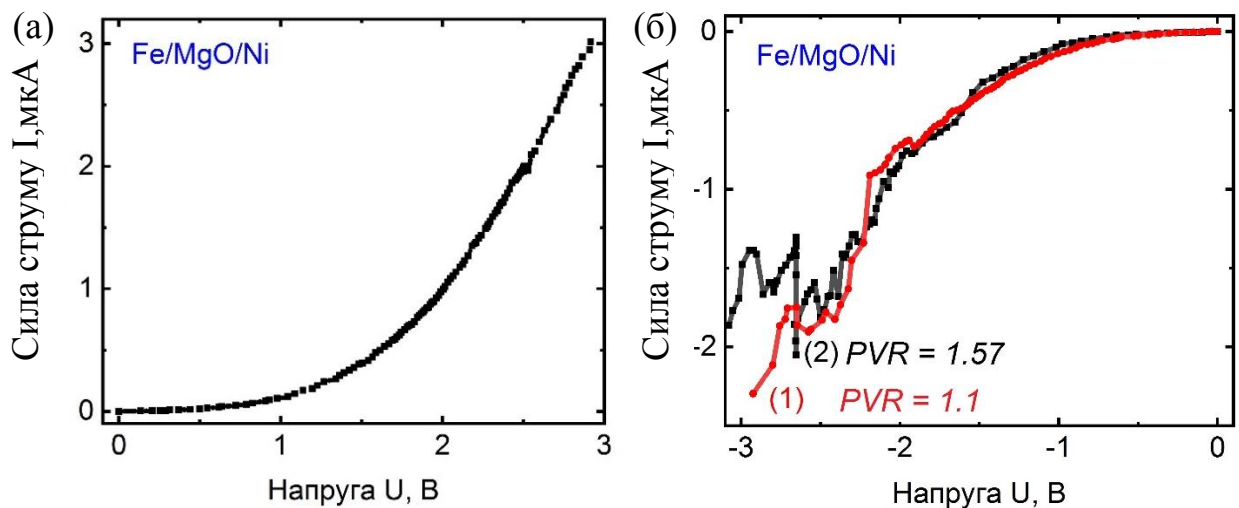 (а)
Fe/MgO/Ni
Сила струму I,мкА
3
2
1
0
0
1
2
3
Напруга U, В
(б)
Fe/MgO/Ni
Сила струму I,мкА
0
-1
-2
(2) PVR = 1.57
(1) PVR = 1.1
-3
-2
-1
0
Напруга U, В